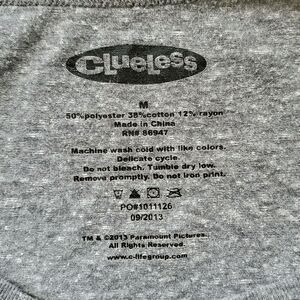 Clueless
M
50%polyester 38%cotton 12%rayon
Made in China
RN# 86947
Machine wash cold with like colors.
Delicate cycle.
Do not bleach. Tumble dry low.
Remove promptly. Do not iron print.
PO#1011126
09/2013
TM & ©2013 Paramount Pictures.
All Rights Reserved.
www.c-lifegroup.com